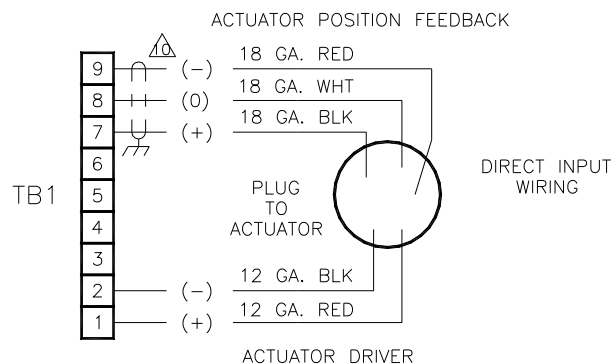 ACTUATOR POSITION FEEDBACK
10
9 (-) 18 GA. RED
8 (0) 18 GA. WHT
7 (+) 18 GA. BLK
6
5
4
3
2 (-) 12 GA. BLK
1 (+) 12 GA. RED
TB1
PLUG
TO
ACTUATOR
DIRECT INPUT
WIRING
ACTUATOR DRIVER